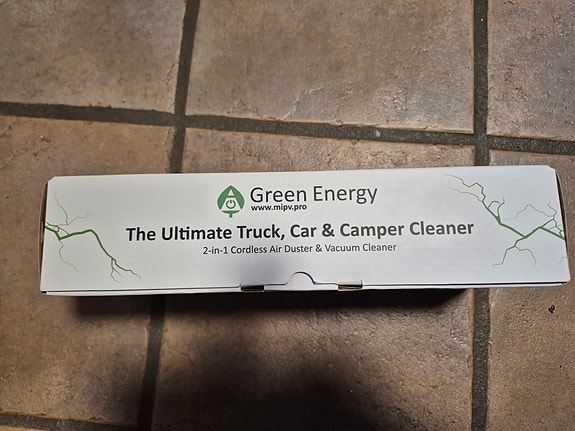 Green Energy
www.mipv.pro
The Ultimate Truck, Car & Camper Cleaner
2-in-1 Cordless Air Duster & Vacuum Cleaner